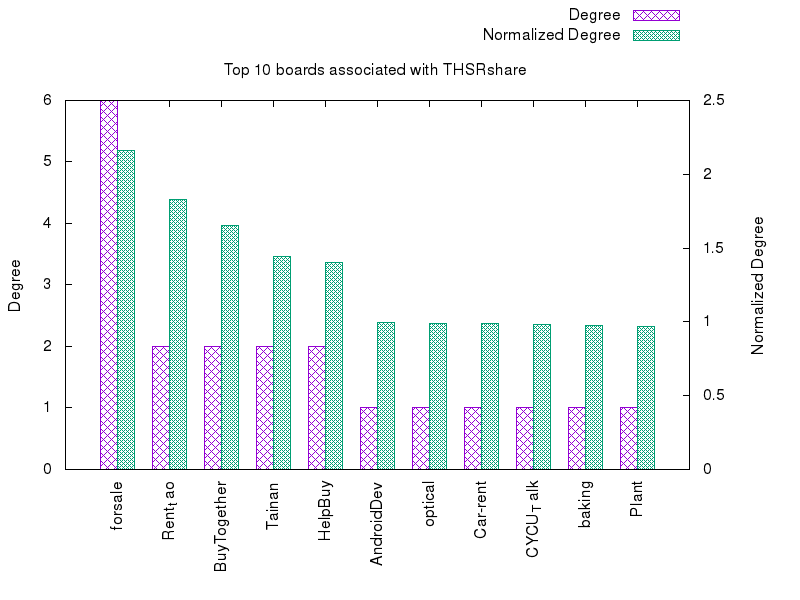 Degree
Normalized Degree
Top 10 boards associated with THSRshare
6
5
4
3
2
1
0
2.5
2
1.5
1
0.5
0
Degree
Normalized Degree
forsale
Rentt ao
BuyTogether
Tainan
HelpBuy
AndroidDev
optical
Car-rent
CYCUT alk
baking
Plant